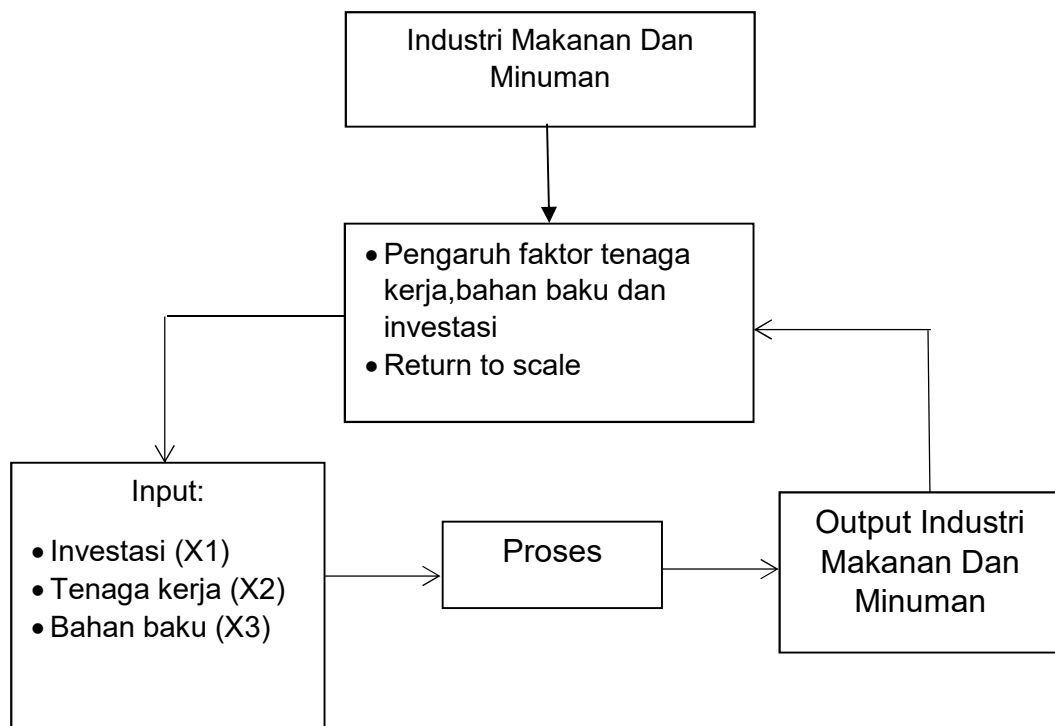 Industri Makanan Dan
Minuman
• Pengaruh faktor tenaga
kerja,bahan baku dan
investasi
• Return to scale
Input:
• Investasi (X1)
• Tenaga kerja (X2)
• Bahan baku (X3)
Proses
Output Industri
Makanan Dan
Minuman